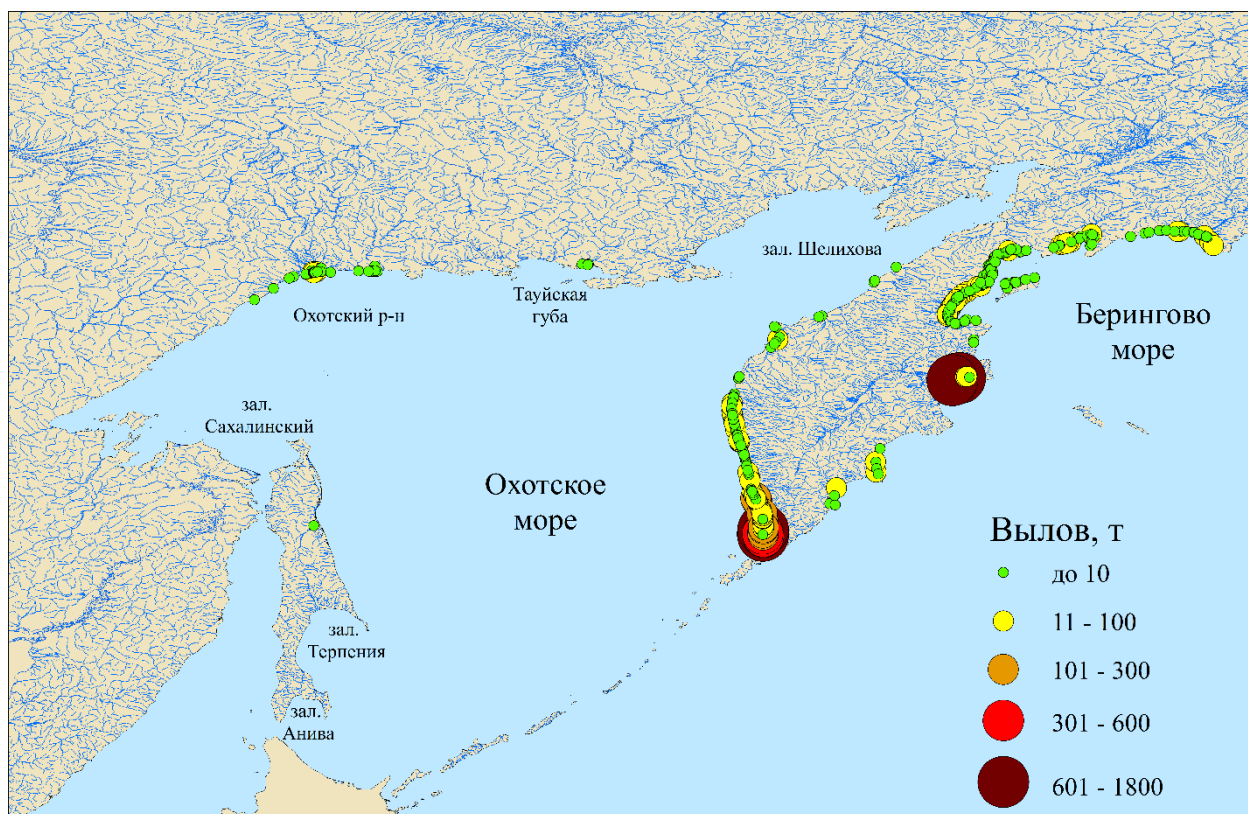 зал. Шелихова
Тауйская
губа
Охотский р-н
Берингово
море
зал.
Сахалинский
Охотское
море
зал.
Терпения
зал.
Анива
Вылов, т
до 10
11 - 100
101 - 300
301 - 600
601 - 1800